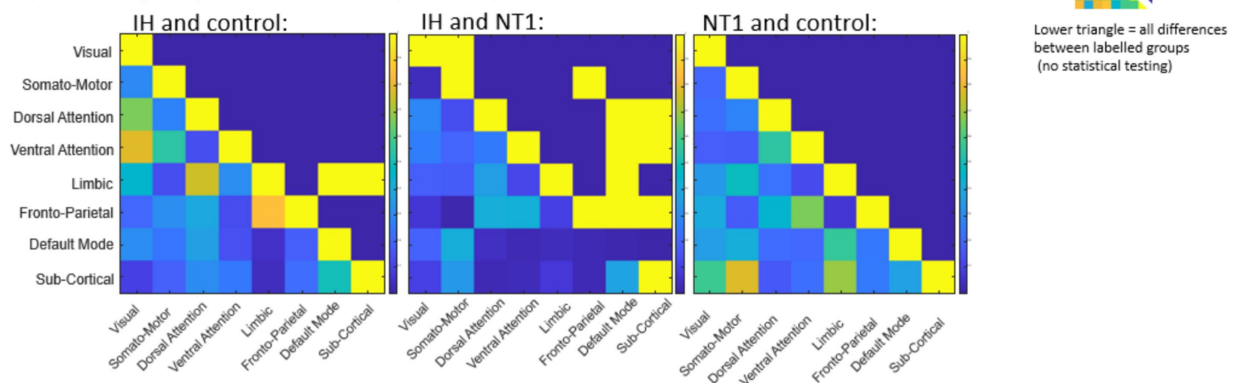 IH and control:
IH and NT1:
NT1 and control:
Lower triangle = all differences
between labelled groups
(no statistical testing)
Visual
Somato-Motor
Dorsal Attention
Ventral Attention
Limbic
Fronto-Parietal
Default Mode
Sub-Cortical
Visual
Somato-Motor
Dorsal Attention
Ventral Attention
Limbic
Fronto-Parietal
Default Mode
Sub-Cortical
Visual
Somato-Motor
Dorsal Attention
Ventral Attention
Limbic
Fronto-Parietal
Default Mode
Sub-Cortical
Visual
Somato-Motor
Dorsal Attention
Ventral Attention
Limbic
Fronto-Parietal
Default Mode
Sub-Cortical